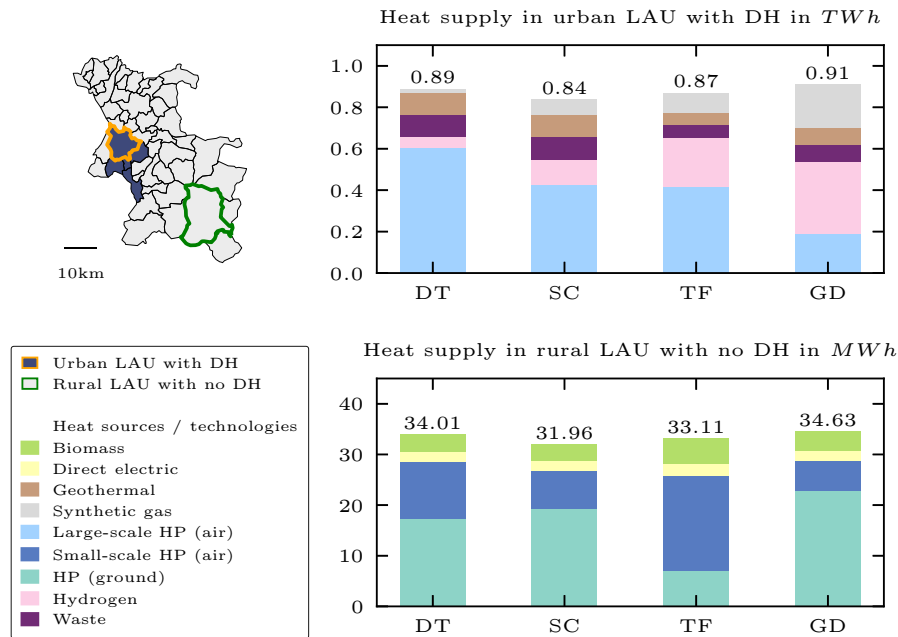 Heat supply in urban LAU with DH in TWh
1.0
0.8
0.6
0.4
0.2
0.0
0.89
0.84
0.87
0.91
DT
SC
TF
GD
10km
Urban LAU with DH
Rural LAU with no DH
Heat sources / technologies
Biomass
Direct electric
Geothermal
Synthetic gas
Large-scale HP (air)
Small-scale HP (air)
HP (ground)
Hydrogen
Waste
Heat supply in rural LAU with no DH in MWh
40
30
20
10
0
34.01
31.96
33.11
34.63
DT
SC
TF
GD